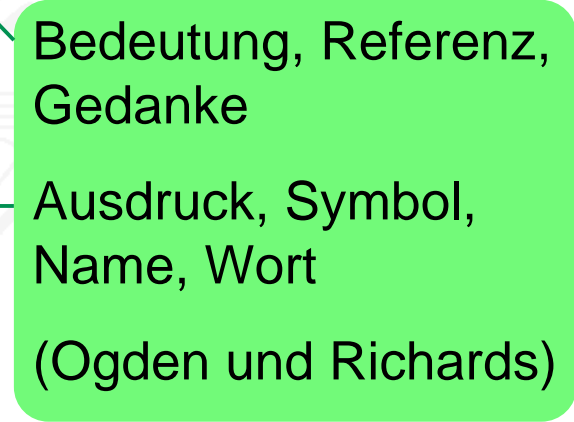 Bedeutung, Referenz,
Gedanke
Ausdruck, Symbol,
Name, Wort
(Ogden und Richards)